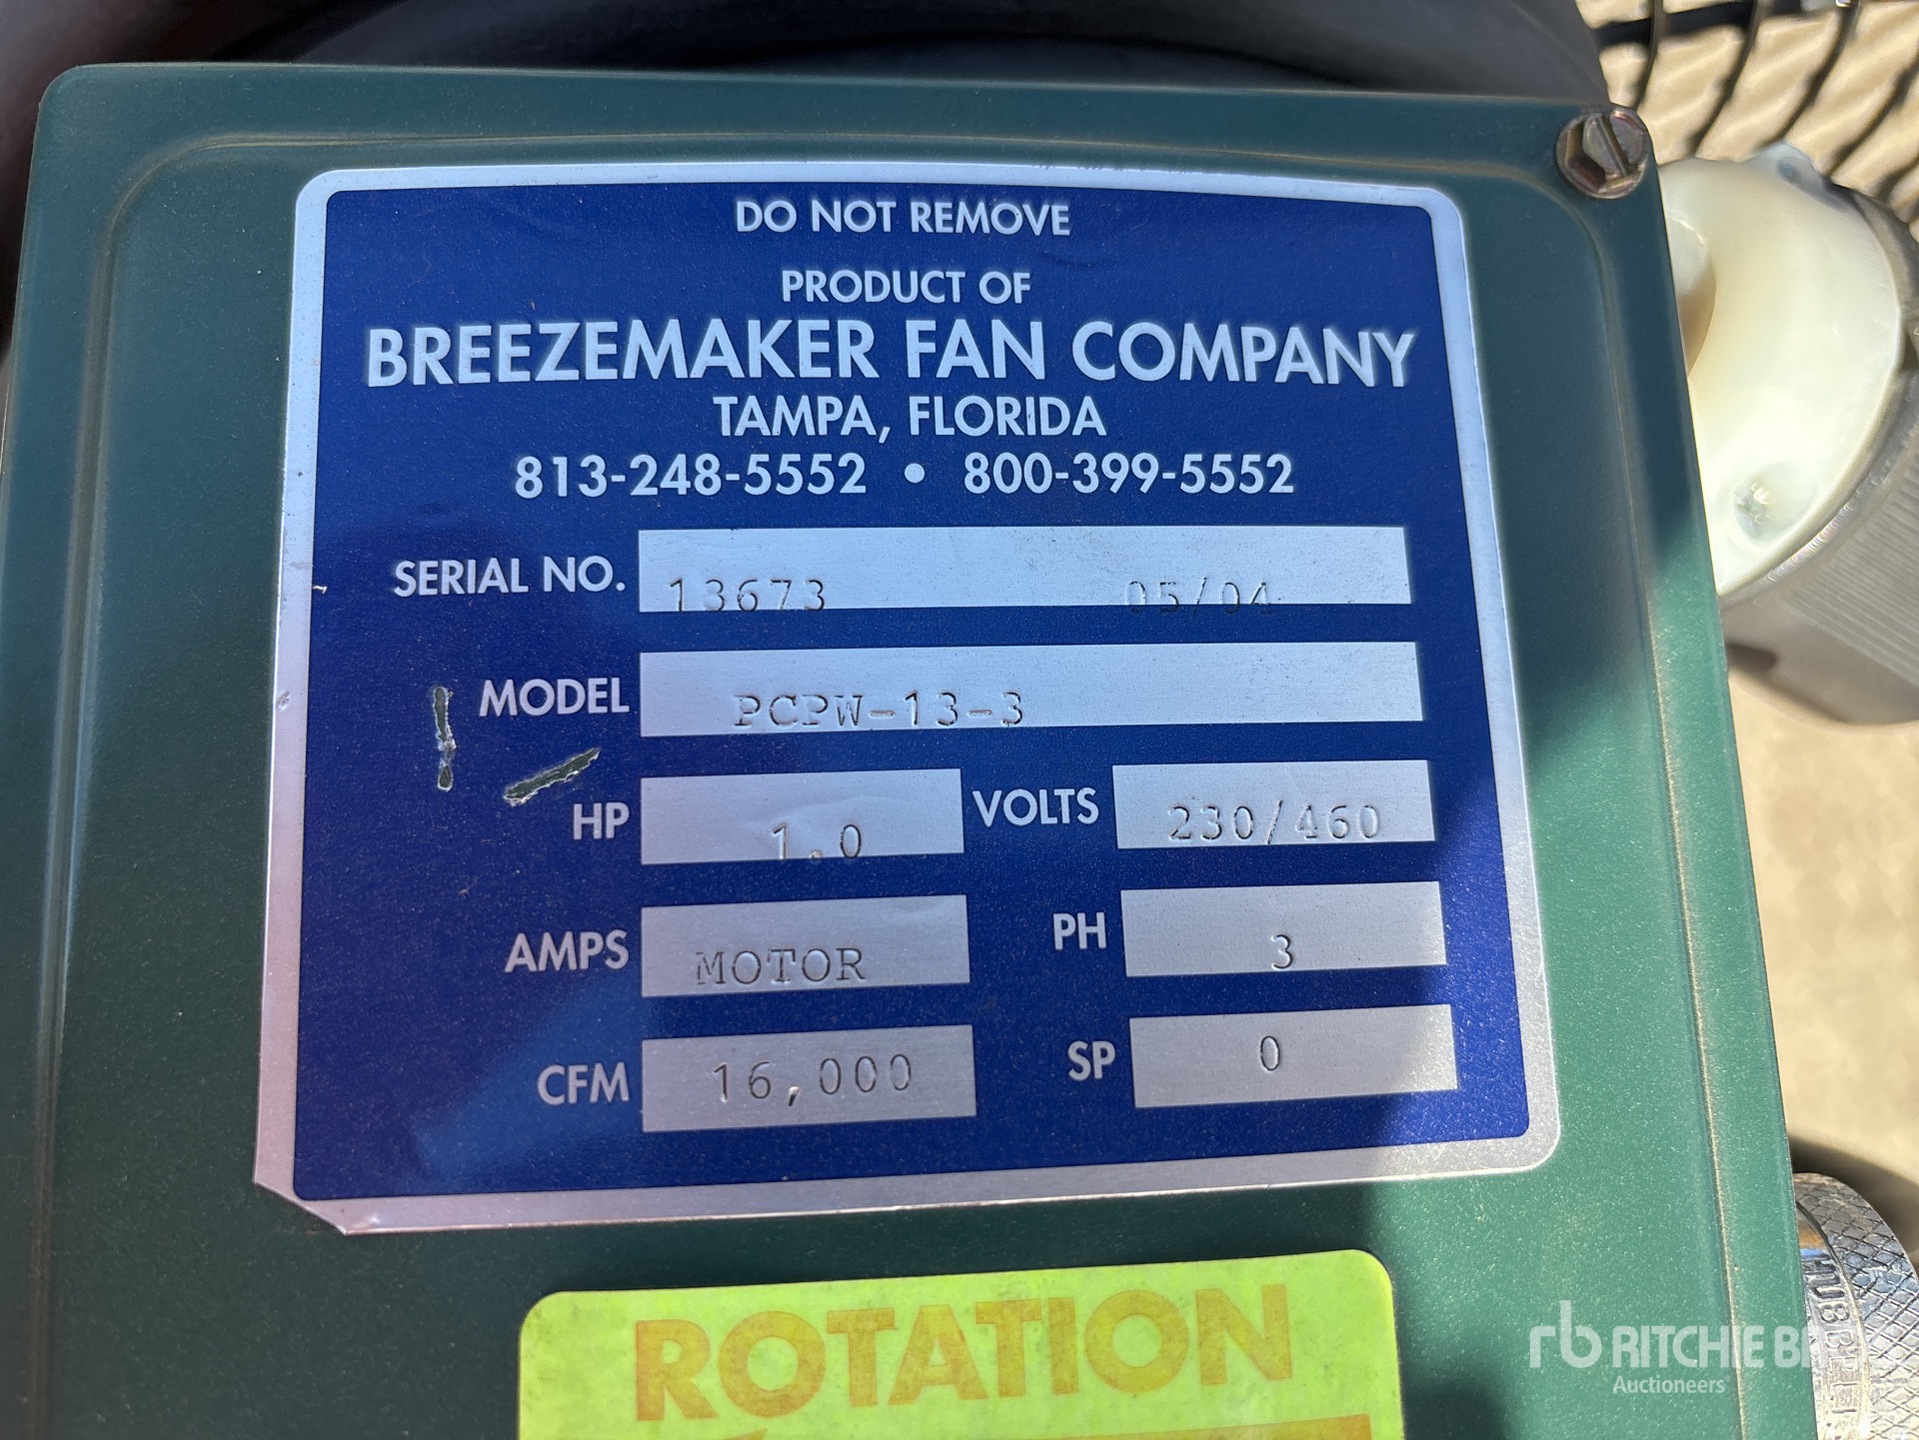 DO NOT REMOVE
PRODUCT OF
BREEZEMAKER FAN COMPANY
TAMPA, FLORIDA
813-248-5552 • 800-399-5552
SERIAL NO. 13673 05/04
MODEL PCPW-13-3
HP 1.0 VOLTS 230/460
AMPS MOTOR PH 3
CFM 16,000 SP 0
ROTATION
rb RITCHIE B
Auctioneers
HUBBELL